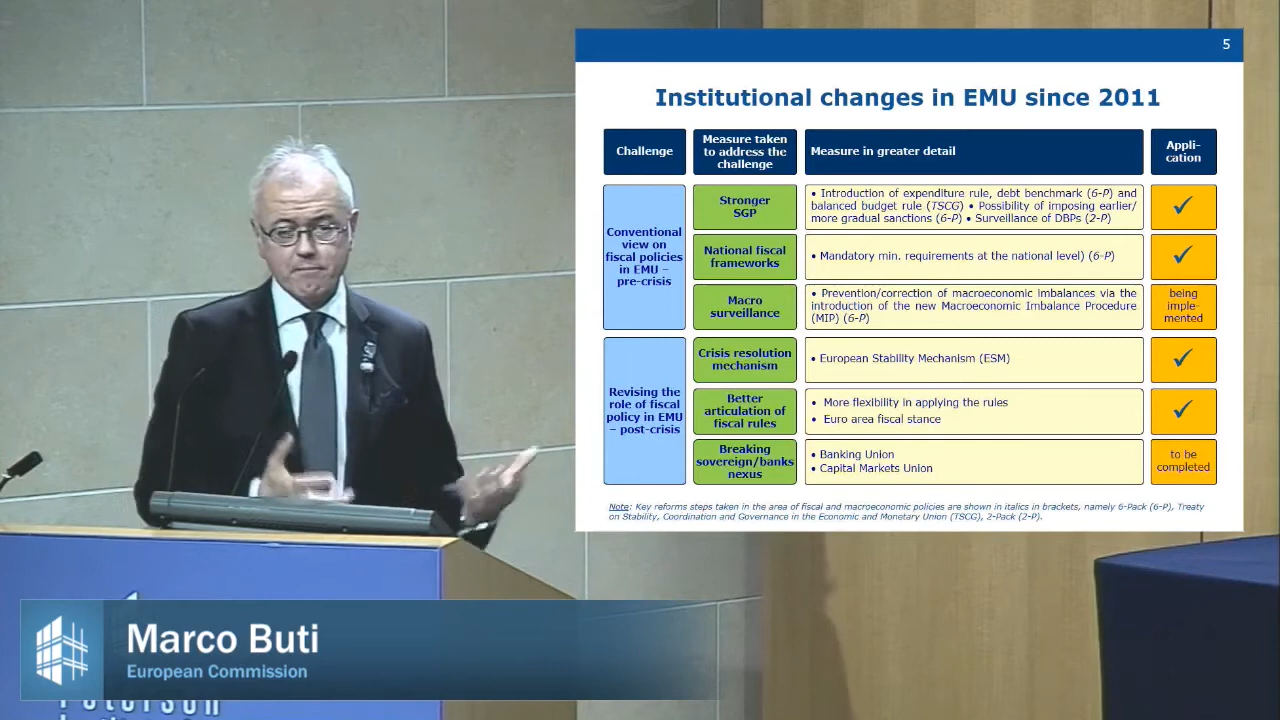 5
Institutional changes in EMU since 2011
Challenge
Measure taken
to address the
challenge
Measure in greater detail
Appli-
cation
Conventional
view on
fiscal policies
in EMU –
pre-crisis
Stronger
SGP
• Introduction of expenditure rule, debt benchmark (6-P) and
balanced budget rule (TSCG) • Possibility of imposing earlier/
more gradual sanctions (6-P) • Surveillance of DBPs (2-P)
✓
National fiscal
frameworks
• Mandatory min. requirements at the national level) (6-P)
✓
Macro
surveillance
• Prevention/correction of macroeconomic imbalances via the
introduction of the new Macroeconomic Imbalance Procedure
(MIP) (6-P)
being
imple-
mented
Revising the
role of fiscal
policy in EMU
– post-crisis
Crisis resolution
mechanism
• European Stability Mechanism (ESM)
✓
Better
articulation of
fiscal rules
• More flexibility in applying the rules
• Euro area fiscal stance
✓
Breaking
sovereign/banks
nexus
• Banking Union
• Capital Markets Union
to be
completed
Note: Key reforms steps taken in the area of fiscal and macroeconomic policies are shown in italics in brackets, namely 6-Pack (6-P), Treaty
on Stability, Coordination and Governance in the Economic and Monetary Union (TSCG), 2-Pack (2-P).
Marco Buti
European Commission
Peterson